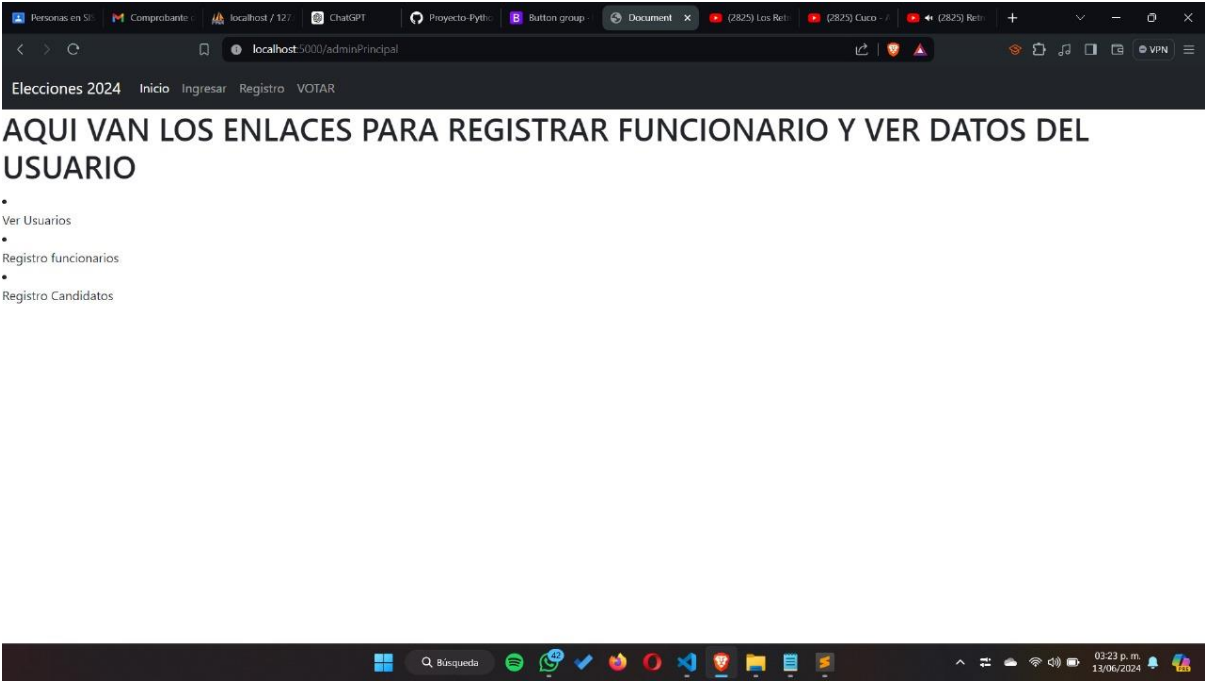 Personas en SI
Comprobante d
localhost / 127
ChatGPT
Proyecto-Pytho
Button group
Document
(2825) Los Retr
(2825) Cuco - A
(2825) Retr
localhost:5000/adminPrincipal
VPN
Elecciones 2024 Inicio Ingresar Registro VOTAR
AQUI VAN LOS ENLACES PARA REGISTRAR FUNCIONARIO Y VER DATOS DEL
USUARIO
Ver Usuarios
Registro funcionarios
Registro Candidatos
Búsqueda
42
03:23 p. m.
13/06/2024